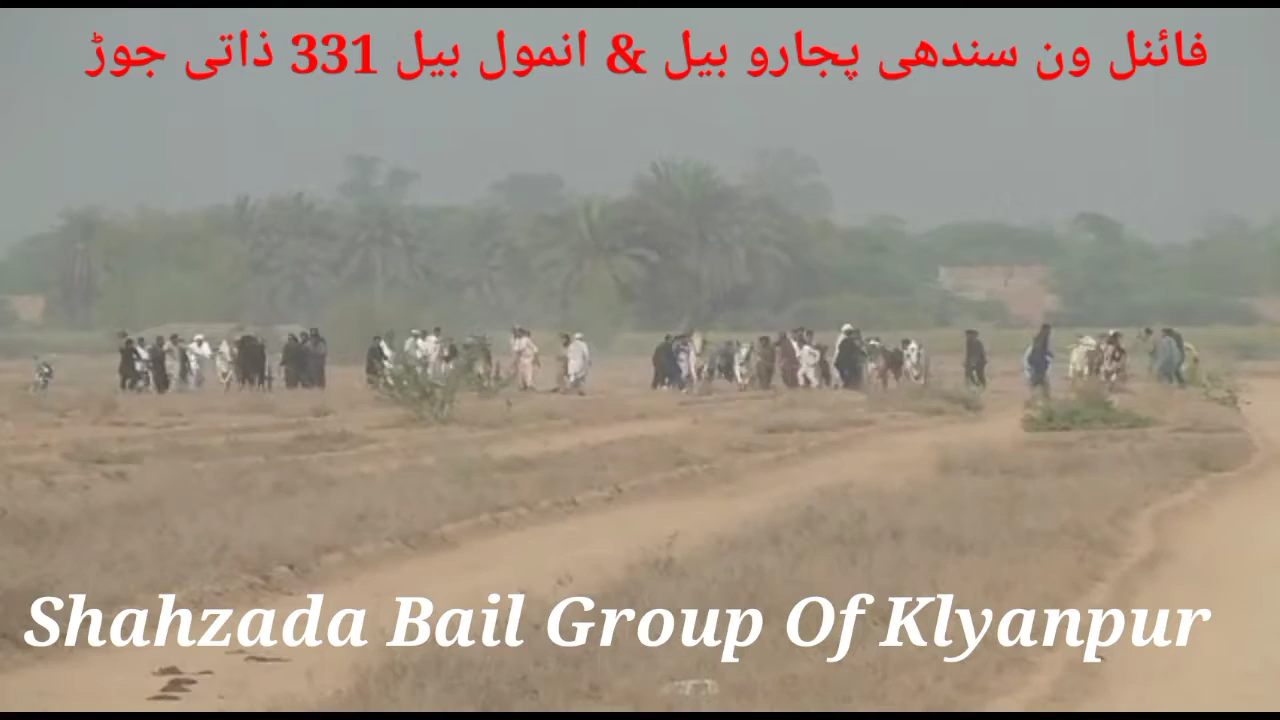 فائنل ون سندھی پجارو بیل & انمول بیل 331 ذاتی جوڑ
Shahzada Bail Group Of Klyanpur